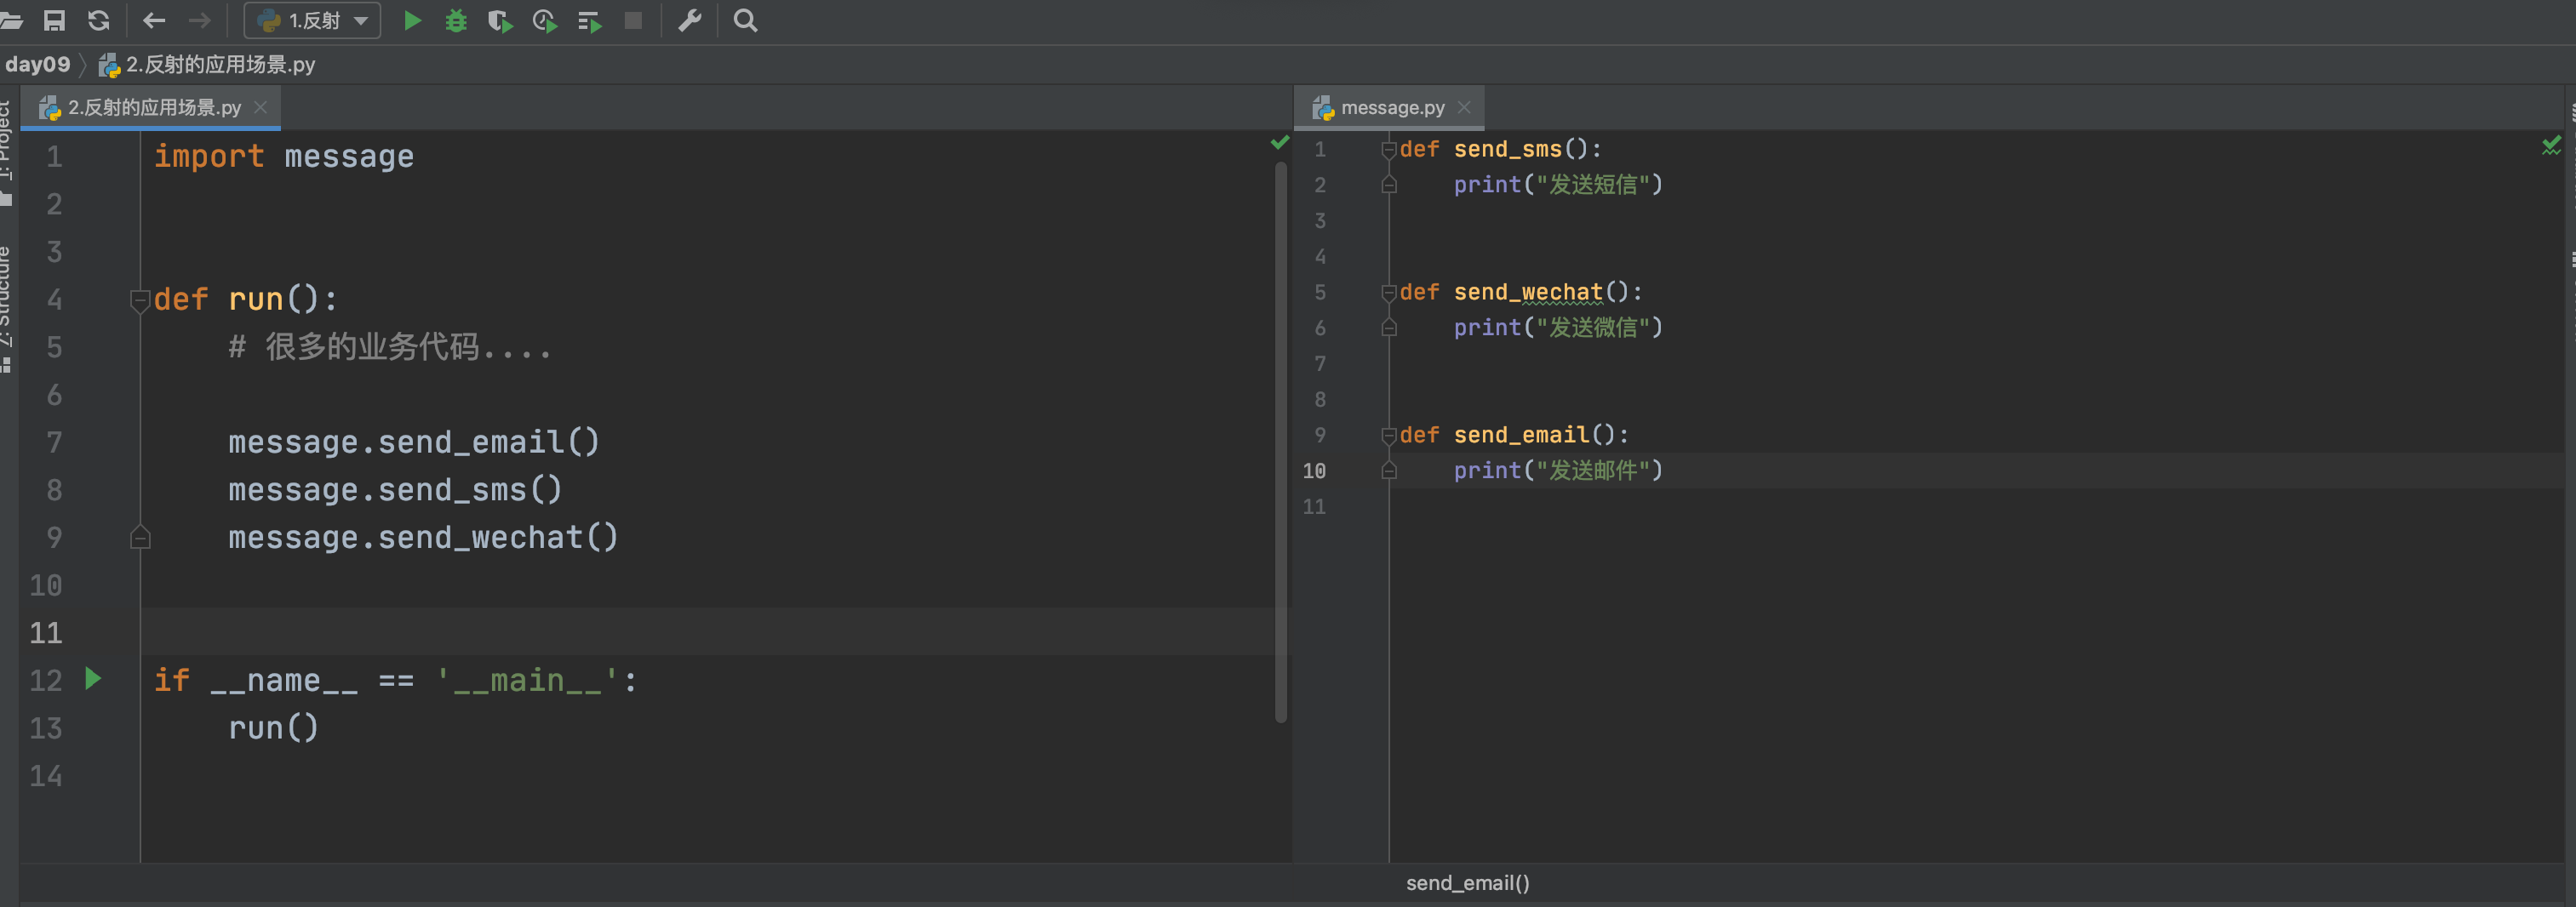 1.反射
day09
2.反射的应用场景.py
1: Project
7: Structure
2.反射的应用场景.py
1 import message
2
3
4 def run():
5 # 很多的业务代码....
6
7 message.send_email()
8 message.send_sms()
9 message.send_wechat()
10
11
12 if __name__ == '__main__':
13 run()
14
message.py
1 def send_sms():
2 print("发送短信")
3
4
5 def send_wechat():
6 print("发送微信")
7
8
9 def send_email():
10 print("发送邮件")
11
send_email()